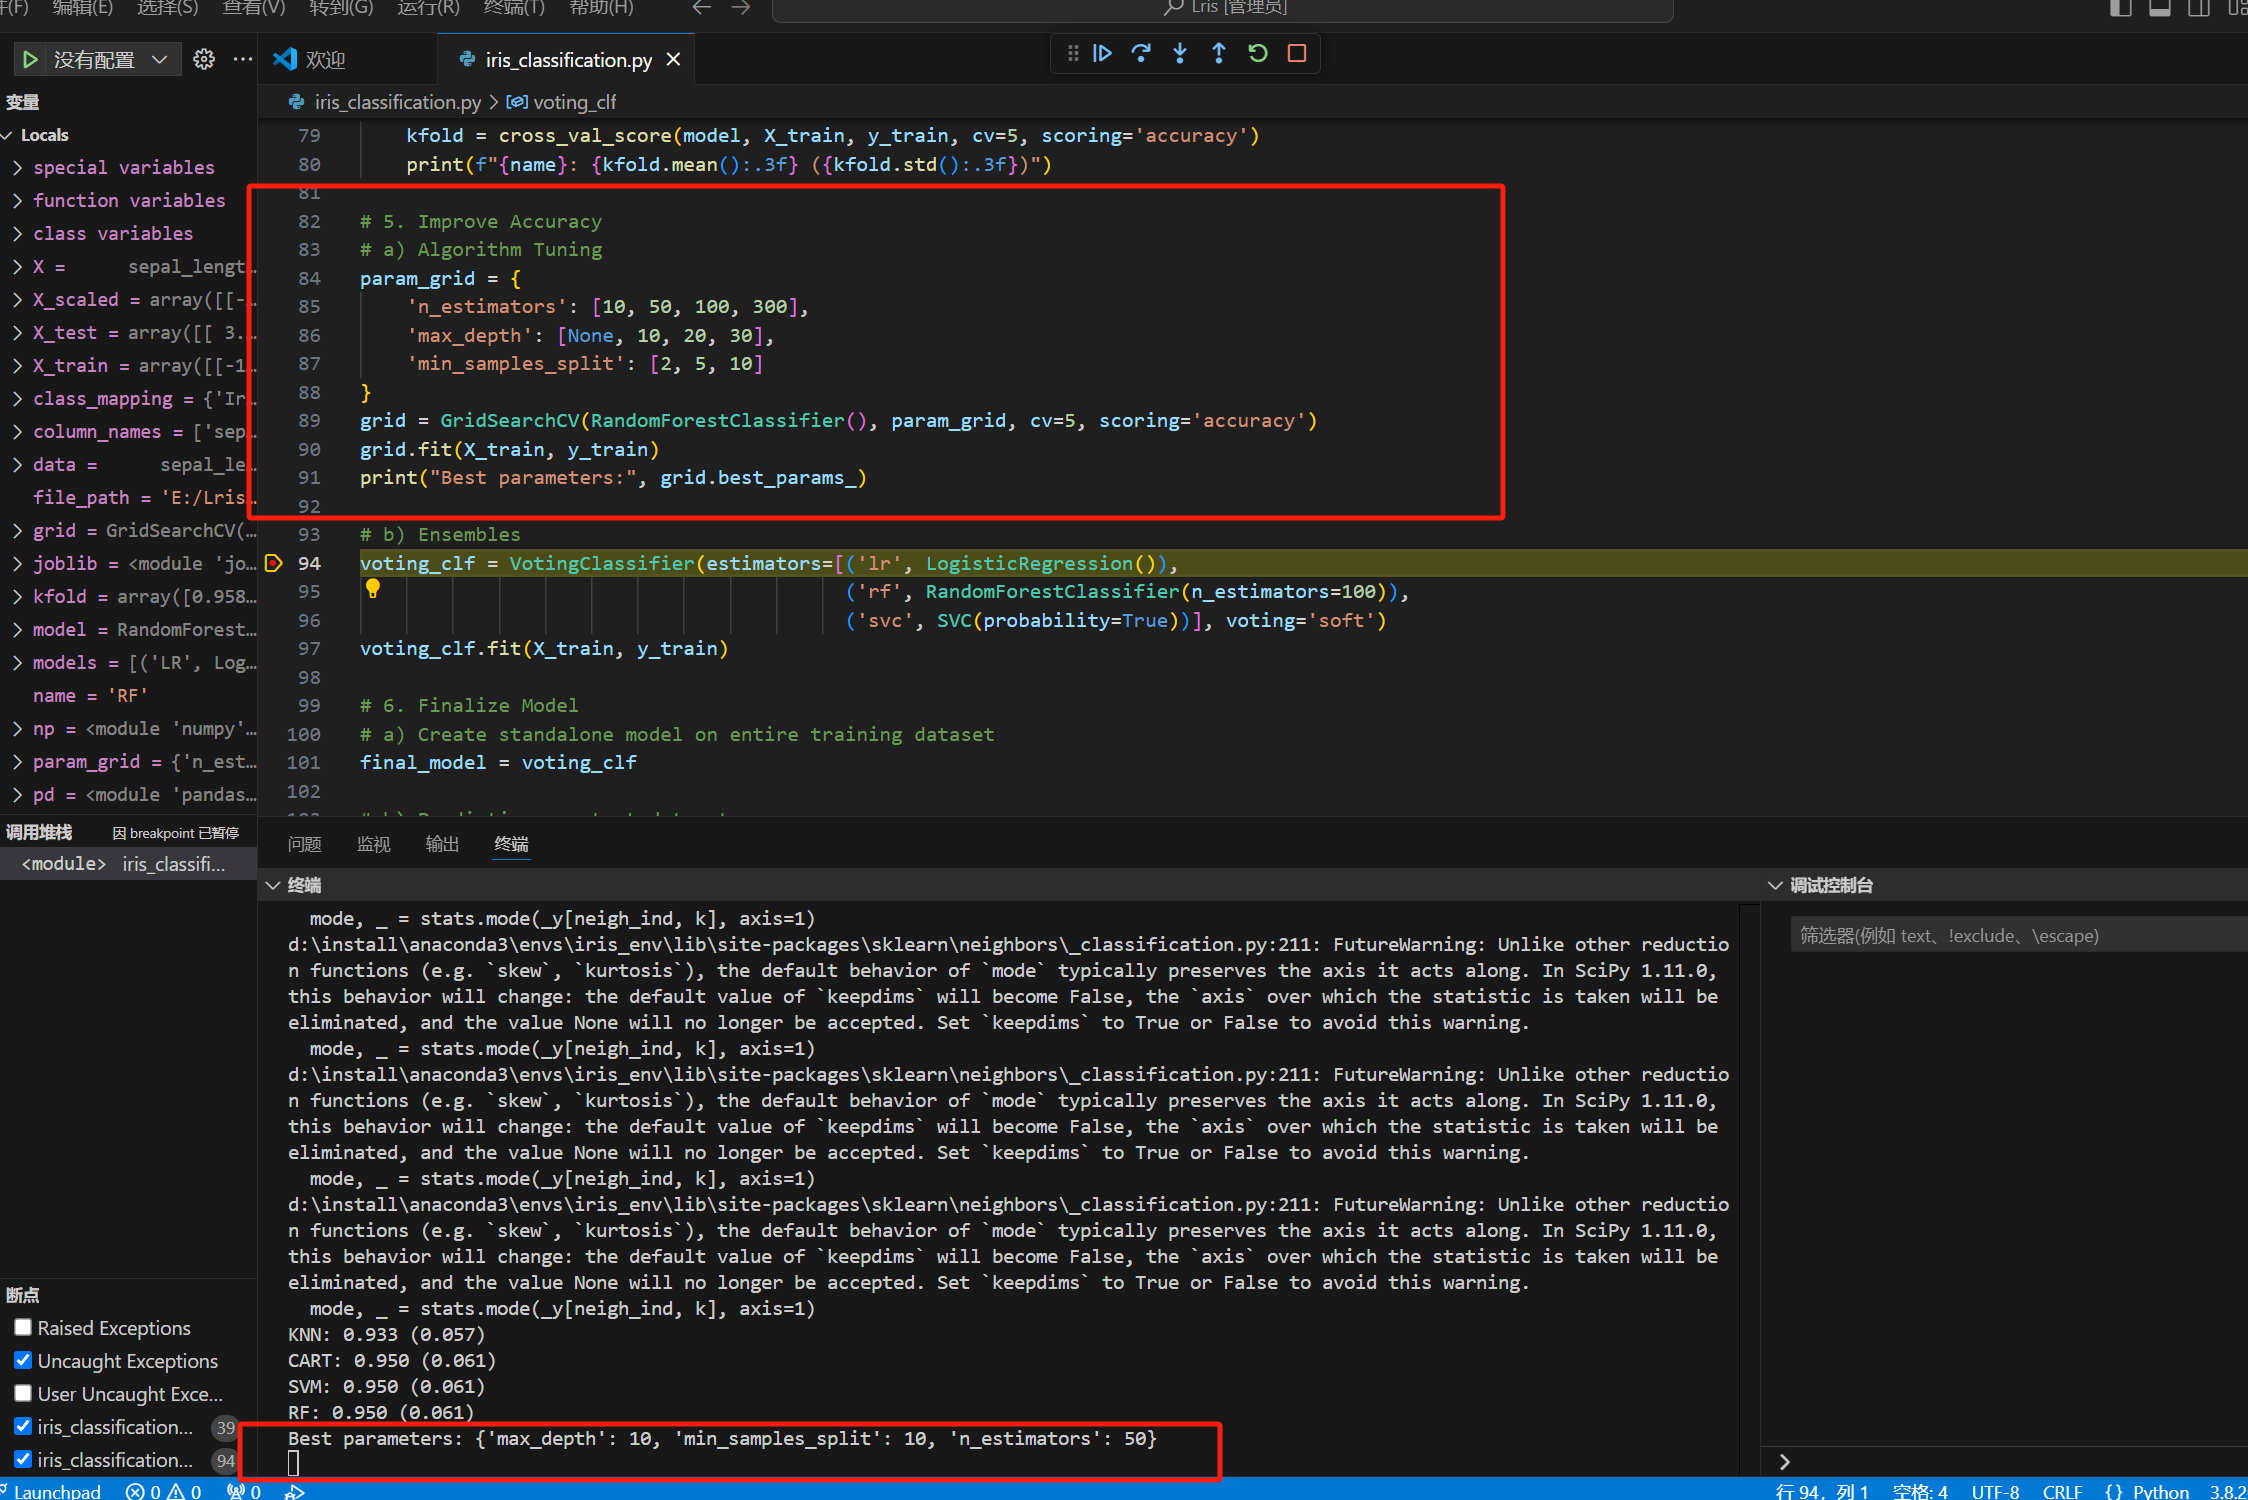 件(F) 编辑(E) 选择(S) 查看(V) 转到(G) 运行(R) 终端(T) 帮助(H) Lris [管理员]
没有配置 欢迎 iris_classification.py
变量
iris_classification.py > voting_clf
Locals
special variables
function variables
class variables
X = sepal_lengt…
X_scaled = array([[-…
X_test = array([[ 3.…
X_train = array([[-1…
class_mapping = {'Ir…
column_names = ['sep…
data = sepal_le…
file_path = 'E:/Lris…
grid = GridSearchCV(…
joblib = <module 'jo…
kfold = array([0.958…
model = RandomForest…
models = [('LR', Log…
name = 'RF'
np = <module 'numpy'…
param_grid = {'n_est…
pd = <module 'pandas…
调用堆栈 因 breakpoint 已暂停
<module> iris_classifi...
断点
Raised Exceptions
Uncaught Exceptions
User Uncaught Exce...
iris_classification... 39
iris_classification... 94
79 kfold = cross_val_score(model, X_train, y_train, cv=5, scoring='accuracy')
80 print(f"{name}: {kfold.mean():.3f} ({kfold.std():.3f})")
81
82 # 5. Improve Accuracy
83 # a) Algorithm Tuning
84 param_grid = {
85 'n_estimators': [10, 50, 100, 300],
86 'max_depth': [None, 10, 20, 30],
87 'min_samples_split': [2, 5, 10]
88 }
89 grid = GridSearchCV(RandomForestClassifier(), param_grid, cv=5, scoring='accuracy')
90 grid.fit(X_train, y_train)
91 print("Best parameters:", grid.best_params_)
92
93 # b) Ensembles
94 voting_clf = VotingClassifier(estimators=[('lr', LogisticRegression()),
95 ('rf', RandomForestClassifier(n_estimators=100)),
96 ('svc', SVC(probability=True))], voting='soft')
97 voting_clf.fit(X_train, y_train)
98
99 # 6. Finalize Model
100 # a) Create standalone model on entire training dataset
101 final_model = voting_clf
102
问题 监视 输出 终端
终端
mode, _ = stats.mode(_y[neigh_ind, k], axis=1)
d:\install\anaconda3\envs\iris_env\lib\site-packages\sklearn\neighbors\_classification.py:211: FutureWarning: Unlike other reductio
n functions (e.g. `skew`, `kurtosis`), the default behavior of `mode` typically preserves the axis it acts along. In SciPy 1.11.0,
this behavior will change: the default value of `keepdims` will become False, the `axis` over which the statistic is taken will be
eliminated, and the value None will no longer be accepted. Set `keepdims` to True or False to avoid this warning.
mode, _ = stats.mode(_y[neigh_ind, k], axis=1)
d:\install\anaconda3\envs\iris_env\lib\site-packages\sklearn\neighbors\_classification.py:211: FutureWarning: Unlike other reductio
n functions (e.g. `skew`, `kurtosis`), the default behavior of `mode` typically preserves the axis it acts along. In SciPy 1.11.0,
this behavior will change: the default value of `keepdims` will become False, the `axis` over which the statistic is taken will be
eliminated, and the value None will no longer be accepted. Set `keepdims` to True or False to avoid this warning.
mode, _ = stats.mode(_y[neigh_ind, k], axis=1)
d:\install\anaconda3\envs\iris_env\lib\site-packages\sklearn\neighbors\_classification.py:211: FutureWarning: Unlike other reductio
n functions (e.g. `skew`, `kurtosis`), the default behavior of `mode` typically preserves the axis it acts along. In SciPy 1.11.0,
this behavior will change: the default value of `keepdims` will become False, the `axis` over which the statistic is taken will be
eliminated, and the value None will no longer be accepted. Set `keepdims` to True or False to avoid this warning.
mode, _ = stats.mode(_y[neigh_ind, k], axis=1)
KNN: 0.933 (0.057)
CART: 0.950 (0.061)
SVM: 0.950 (0.061)
RF: 0.950 (0.061)
Best parameters: {'max_depth': 10, 'min_samples_split': 10, 'n_estimators': 50}
调试控制台
筛选器(例如 text、!exclude、\escape)
Launchpad 0 0 0 行 94，列 1 空格: 4 UTF-8 CRLF {} Python 3.8.2